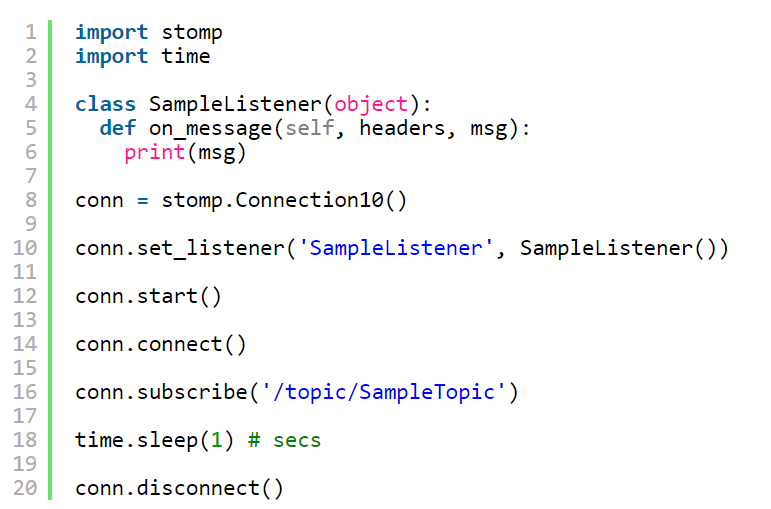 1 import stomp
2 import time
3
4 class SampleListener(object):
5   def on_message(self, headers, msg):
6     print(msg)
7
8 conn = stomp.Connection10()
9
10 conn.set_listener('SampleListener', SampleListener())
11
12 conn.start()
13
14 conn.connect()
15
16 conn.subscribe('/topic/SampleTopic')
17
18 time.sleep(1) # secs
19
20 conn.disconnect()